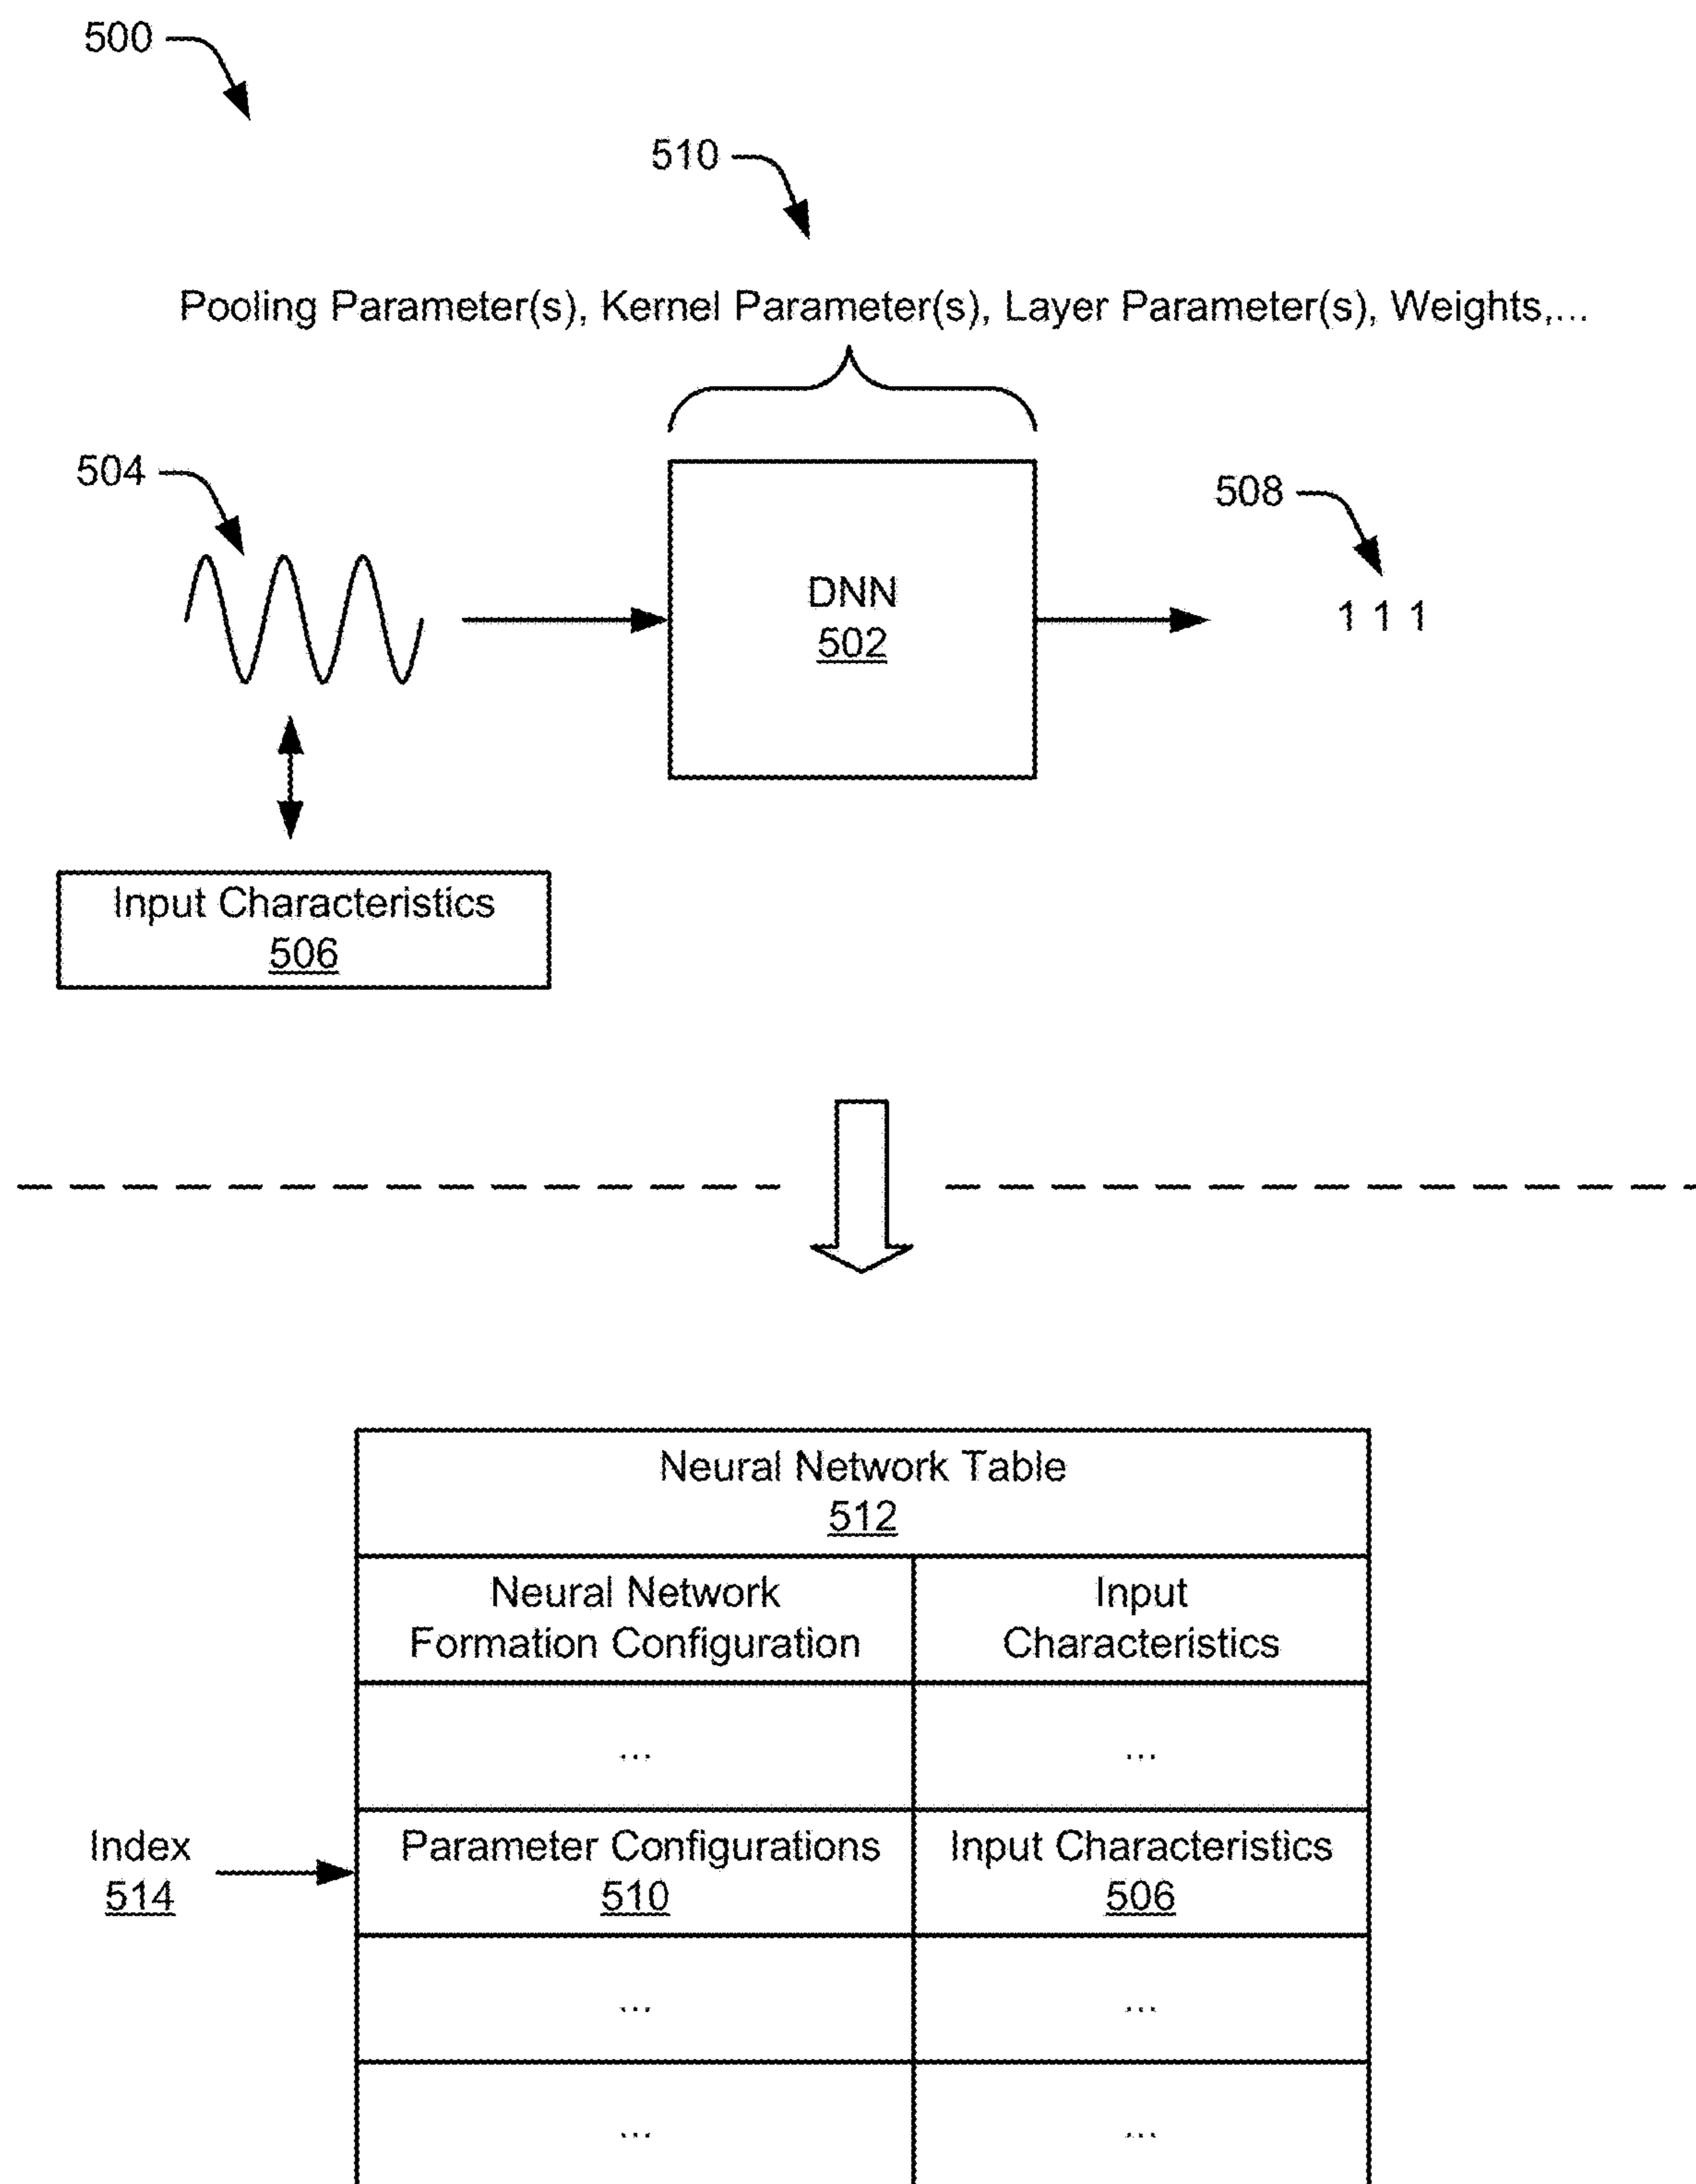 500
510
Pooling Parameter(s), Kernel Parameter(s), Layer Parameter(s), Weights,...
504
508
DNN
502
1 1 1
Input Characteristics
506
Neural Network Table
512
Neural Network
Formation Configuration
Input
Characteristics
... ...
Index
514
Parameter Configurations
510
Input Characteristics
506
... ...
... ...